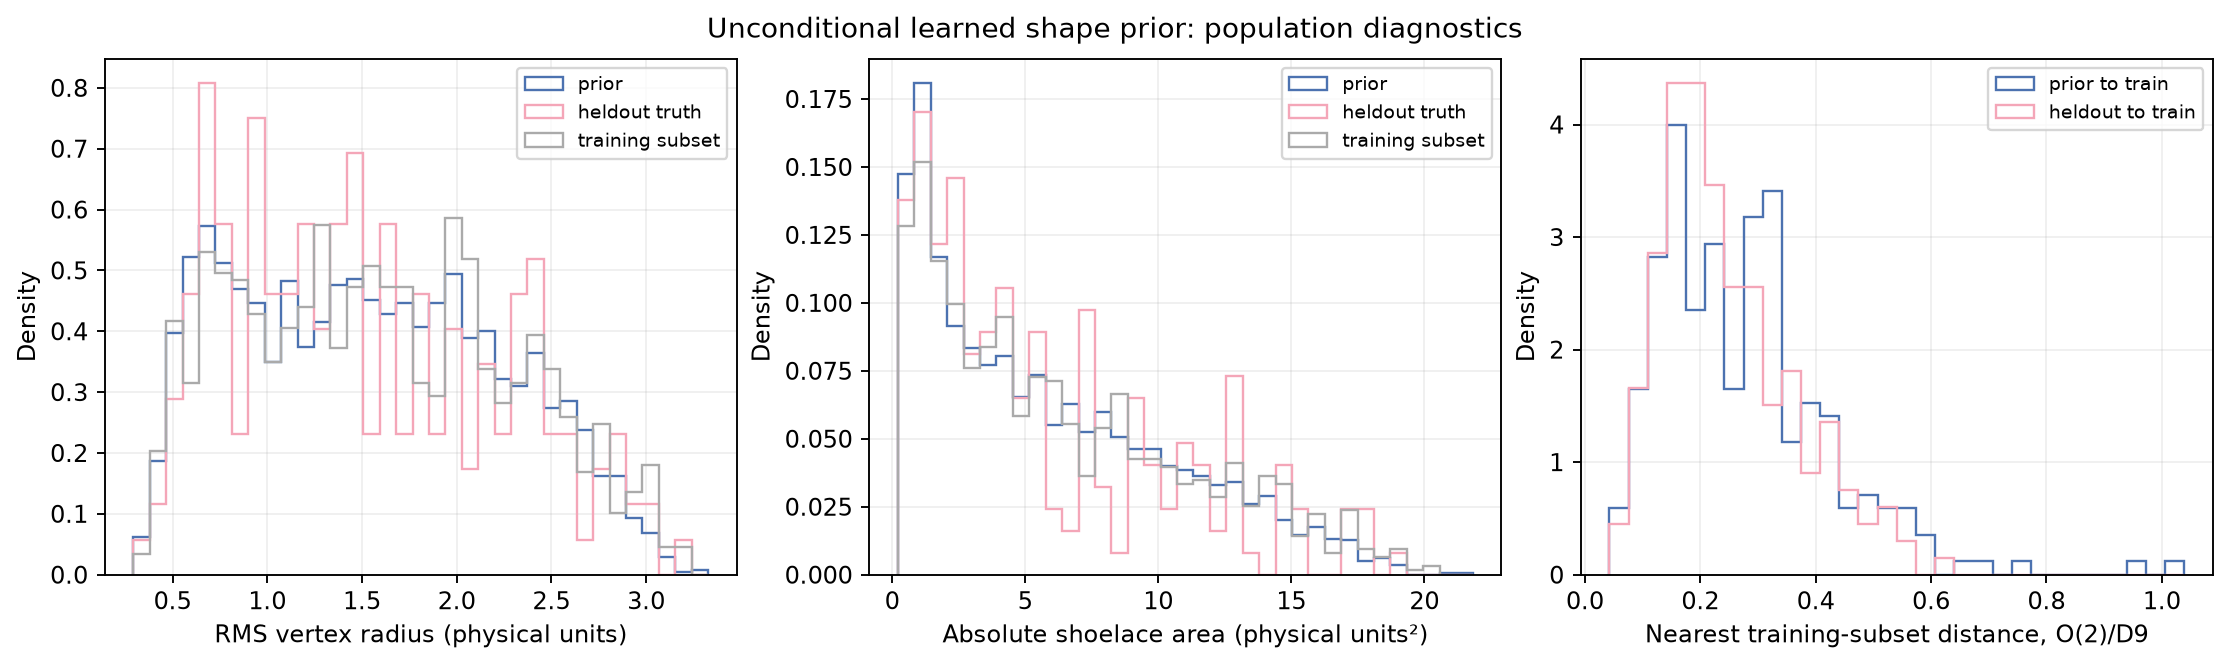 Unconditional learned shape prior: population diagnostics
Density
0.8
0.7
0.6
0.5
0.4
0.3
0.2
0.1
0.0
0.5
1.0
1.5
2.0
2.5
3.0
RMS vertex radius (physical units)
prior
heldout truth
training subset
Density
0.175
0.150
0.125
0.100
0.075
0.050
0.025
0.000
0
5
10
15
20
Absolute shoelace area (physical units²)
prior
heldout truth
training subset
Density
4
3
2
1
0
0.0
0.2
0.4
0.6
0.8
1.0
Nearest training-subset distance, O(2)/D9
prior to train
heldout to train